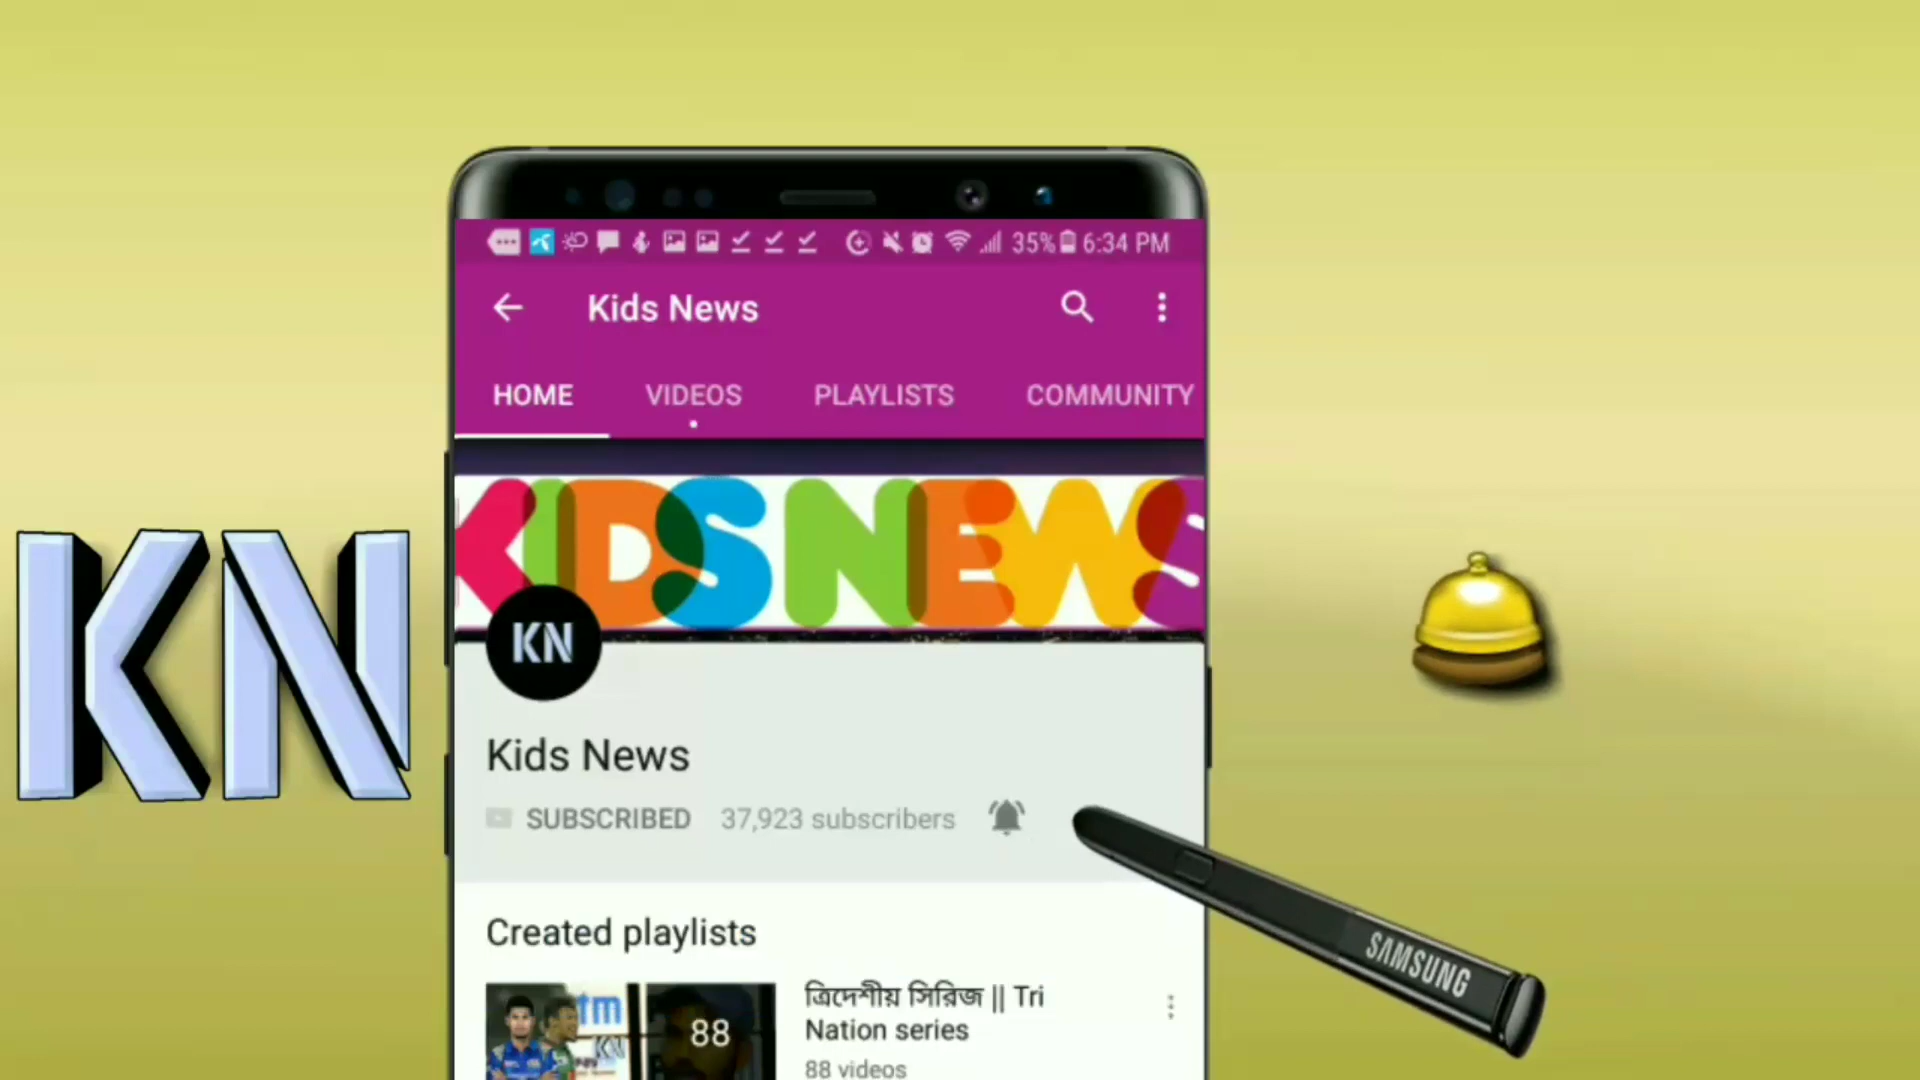 35% 6:34 PM
Kids News
HOME VIDEOS PLAYLISTS COMMUNITY
KIDS NEWS
KN
KN
Kids News
SUBSCRIBED 37,923 subscribers
SAMSUNG
Created playlists
ত্রিদেশীয় সিরিজ || Tri
Nation series
88
88 videos